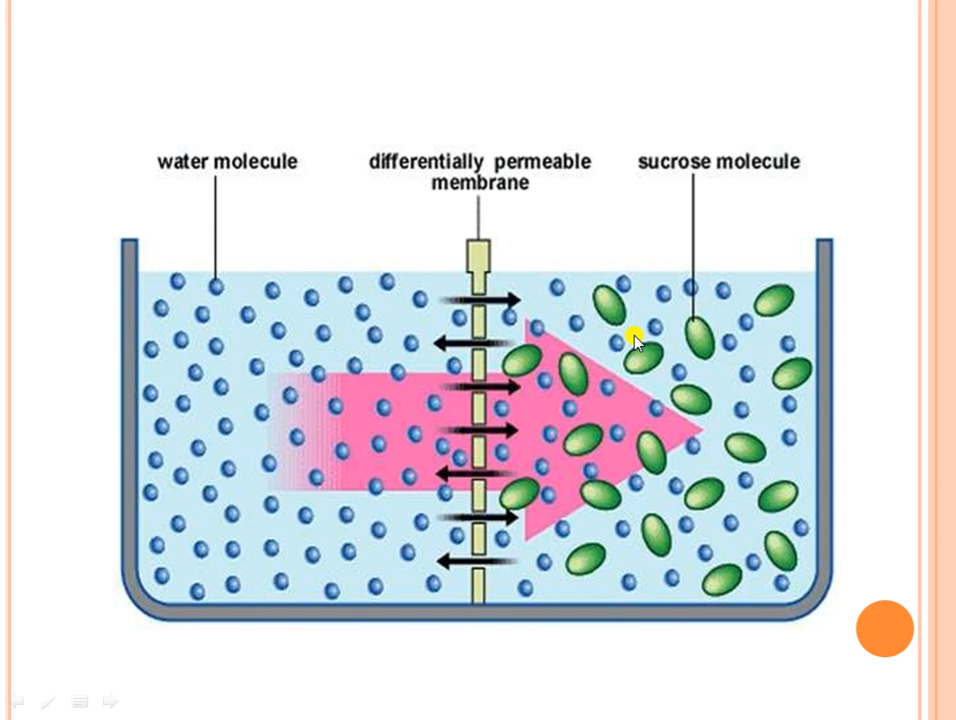 water molecule
differentially permeable
membrane
sucrose molecule